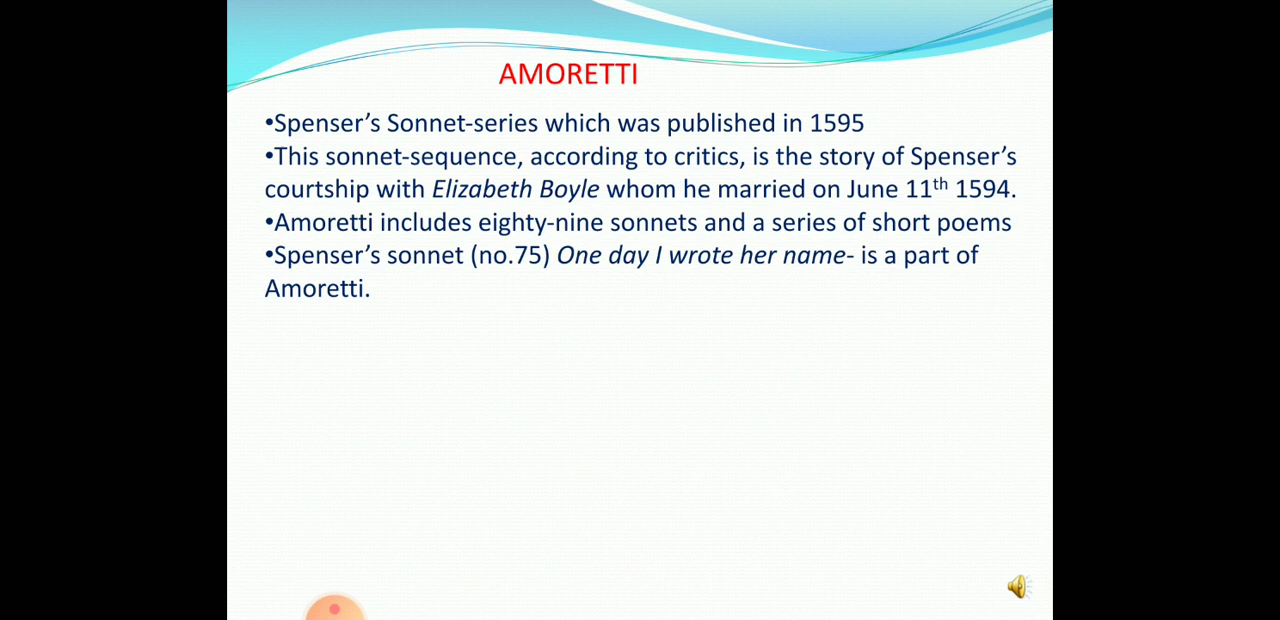 AMORETTI
•Spenser’s Sonnet-series which was published in 1595
•This sonnet-sequence, according to critics, is the story of Spenser’s
courtship with Elizabeth Boyle whom he married on June 11th 1594.
•Amoretti includes eighty-nine sonnets and a series of short poems
•Spenser’s sonnet (no.75) One day I wrote her name- is a part of
Amoretti.